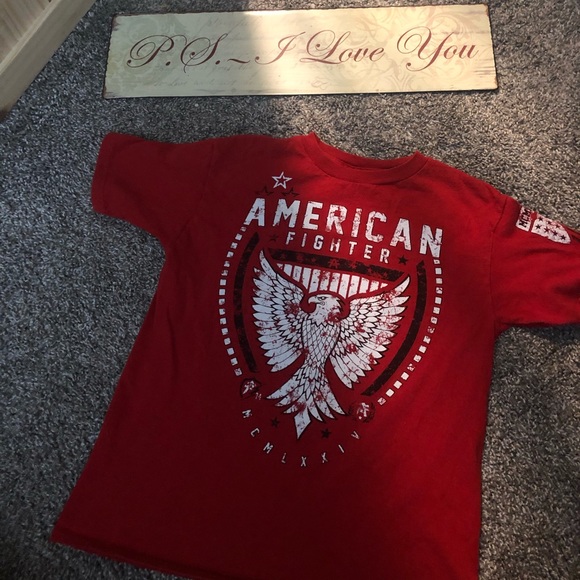 P.S.~I Love You
AMERICAN
FIGHTER
MCMLXXIV